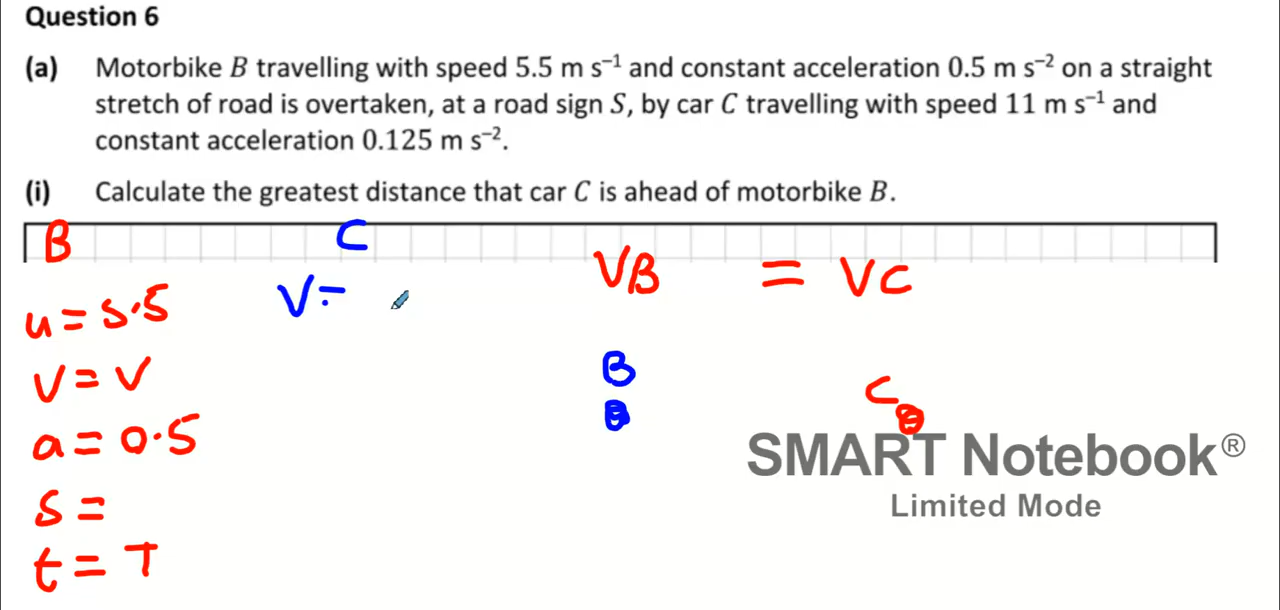 Question 6
(a) Motorbike B travelling with speed 5.5 m s⁻¹ and constant acceleration 0.5 m s⁻² on a straight
stretch of road is overtaken, at a road sign S, by car C travelling with speed 11 m s⁻¹ and
constant acceleration 0.125 m s⁻².
(i) Calculate the greatest distance that car C is ahead of motorbike B.
B
C
VB = VC
u = 5.5
V=
V = V
B
C
a = 0.5
SMART Notebook®
Limited Mode
S =
t = T